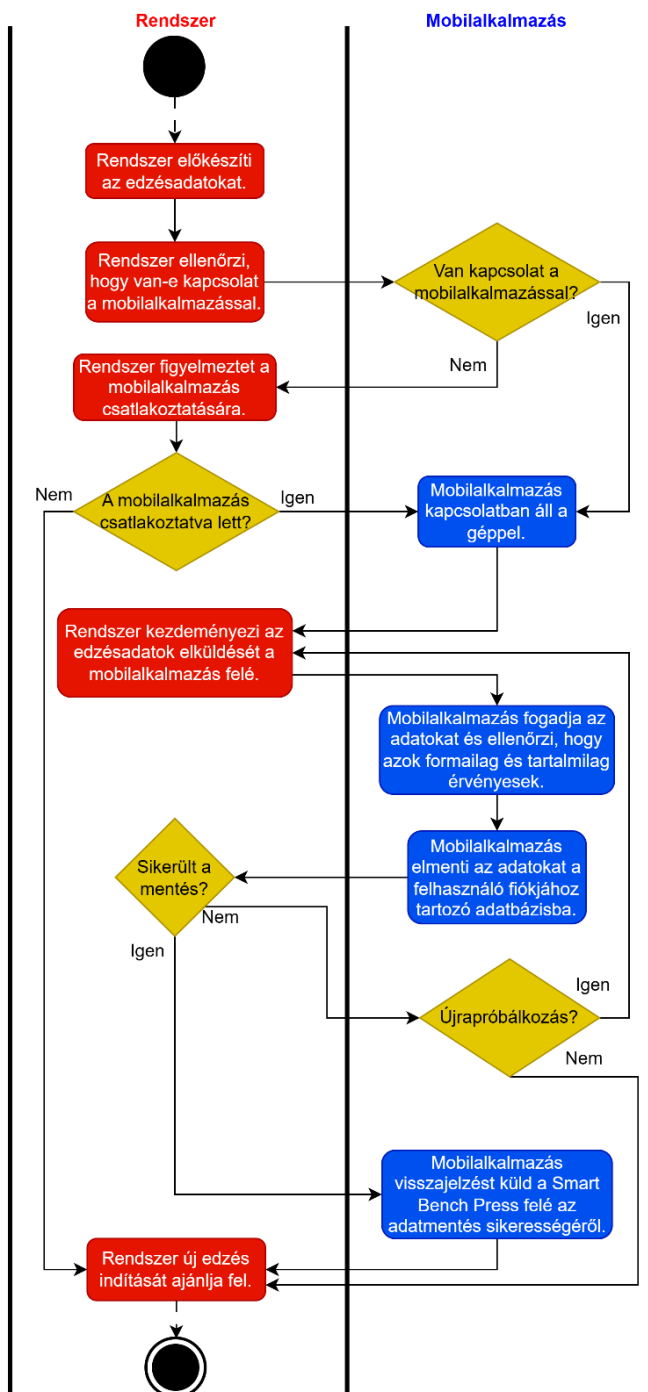 Rendszer
Mobilalkalmazás
Rendszer előkészíti
az edzésadatokat.
Rendszer ellenőrzi,
hogy van-e kapcsolat
a mobilalkalmazással.
Van kapcsolat a
mobilalkalmazással?
Igen
Nem
Rendszer figyelmeztet a
mobilalkalmazás
csatlakoztatására.
Nem
A mobilalkalmazás
csatlakoztatva lett?
Igen
Mobilalkalmazás
kapcsolatban áll a
géppel.
Rendszer kezdeményezi az
edzésadatok elküldését a
mobilalkalmazás felé.
Mobilalkalmazás fogadja az
adatokat és ellenőrzi, hogy
azok formailag és tartalmilag
érvényesek.
Mobilalkalmazás
elmenti az adatokat a
felhasználó fiókjához
tartozó adatbázisba.
Sikerült a
mentés?
Nem
Igen
Újrapróbálkozás?
Igen
Nem
Mobilalkalmazás
visszajelzést küld a Smart
Bench Press felé az
adatmentés sikerességéről.
Rendszer új edzés
indítását ajánlja fel.